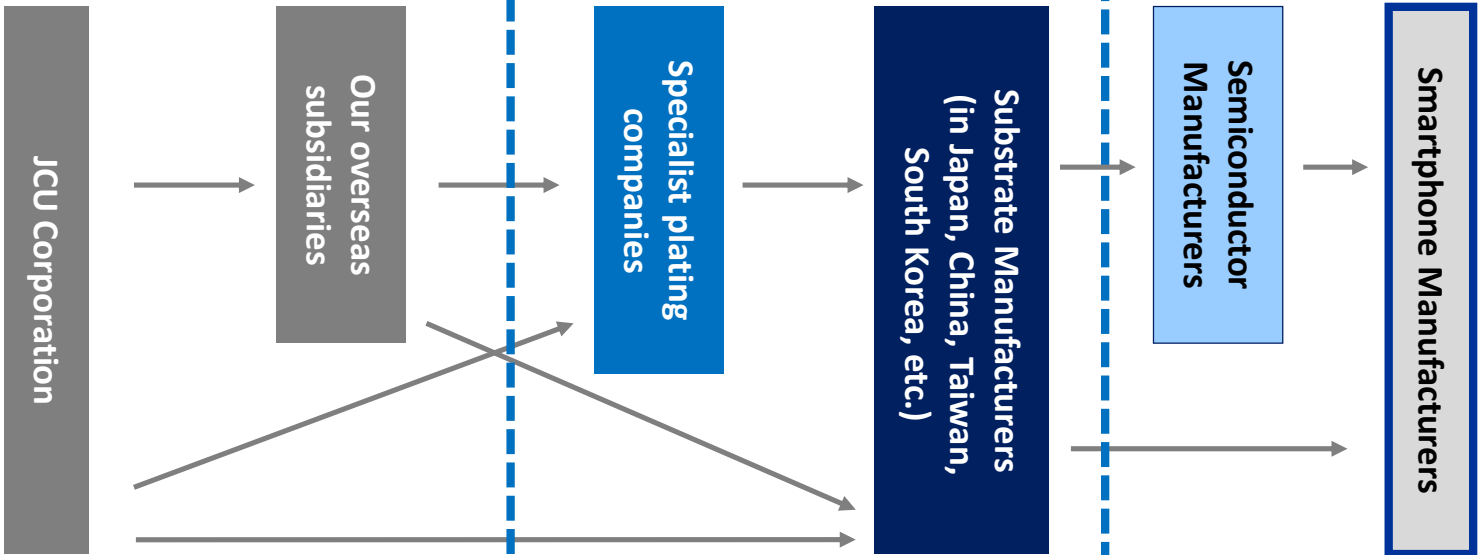 JCU Corporation
Our overseas
subsidiaries
Specialist plating
companies
Substrate Manufacturers
(in Japan, China, Taiwan,
South Korea, etc.)
Semiconductor
Manufacturers
Smartphone Manufacturers